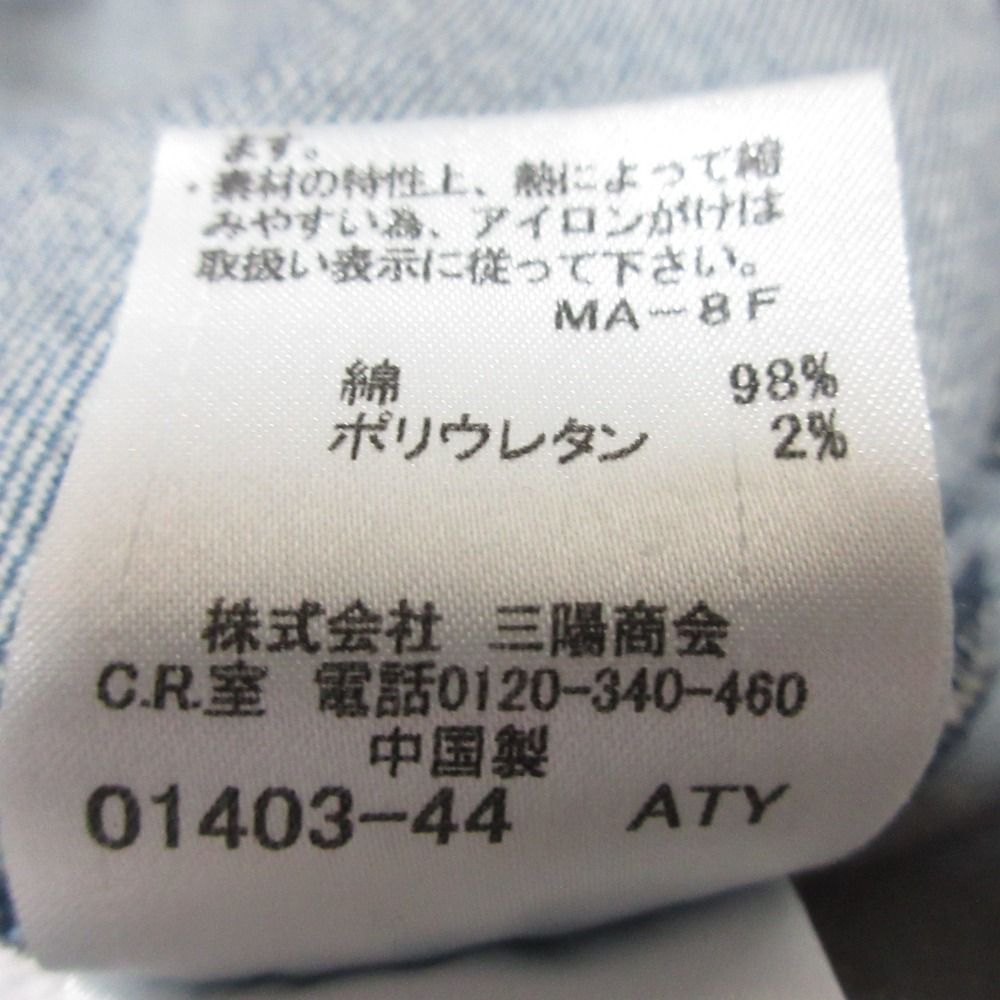 ます。
・素材の特性上、熱によって縮
みやすい為、アイロンがけは
取扱い表示に従って下さい。
MA-8F
綿 98%
ポリウレタン 2%
株式会社 三陽商会
C.R.室 電話0120-340-460
中国製
01403-44 ATY